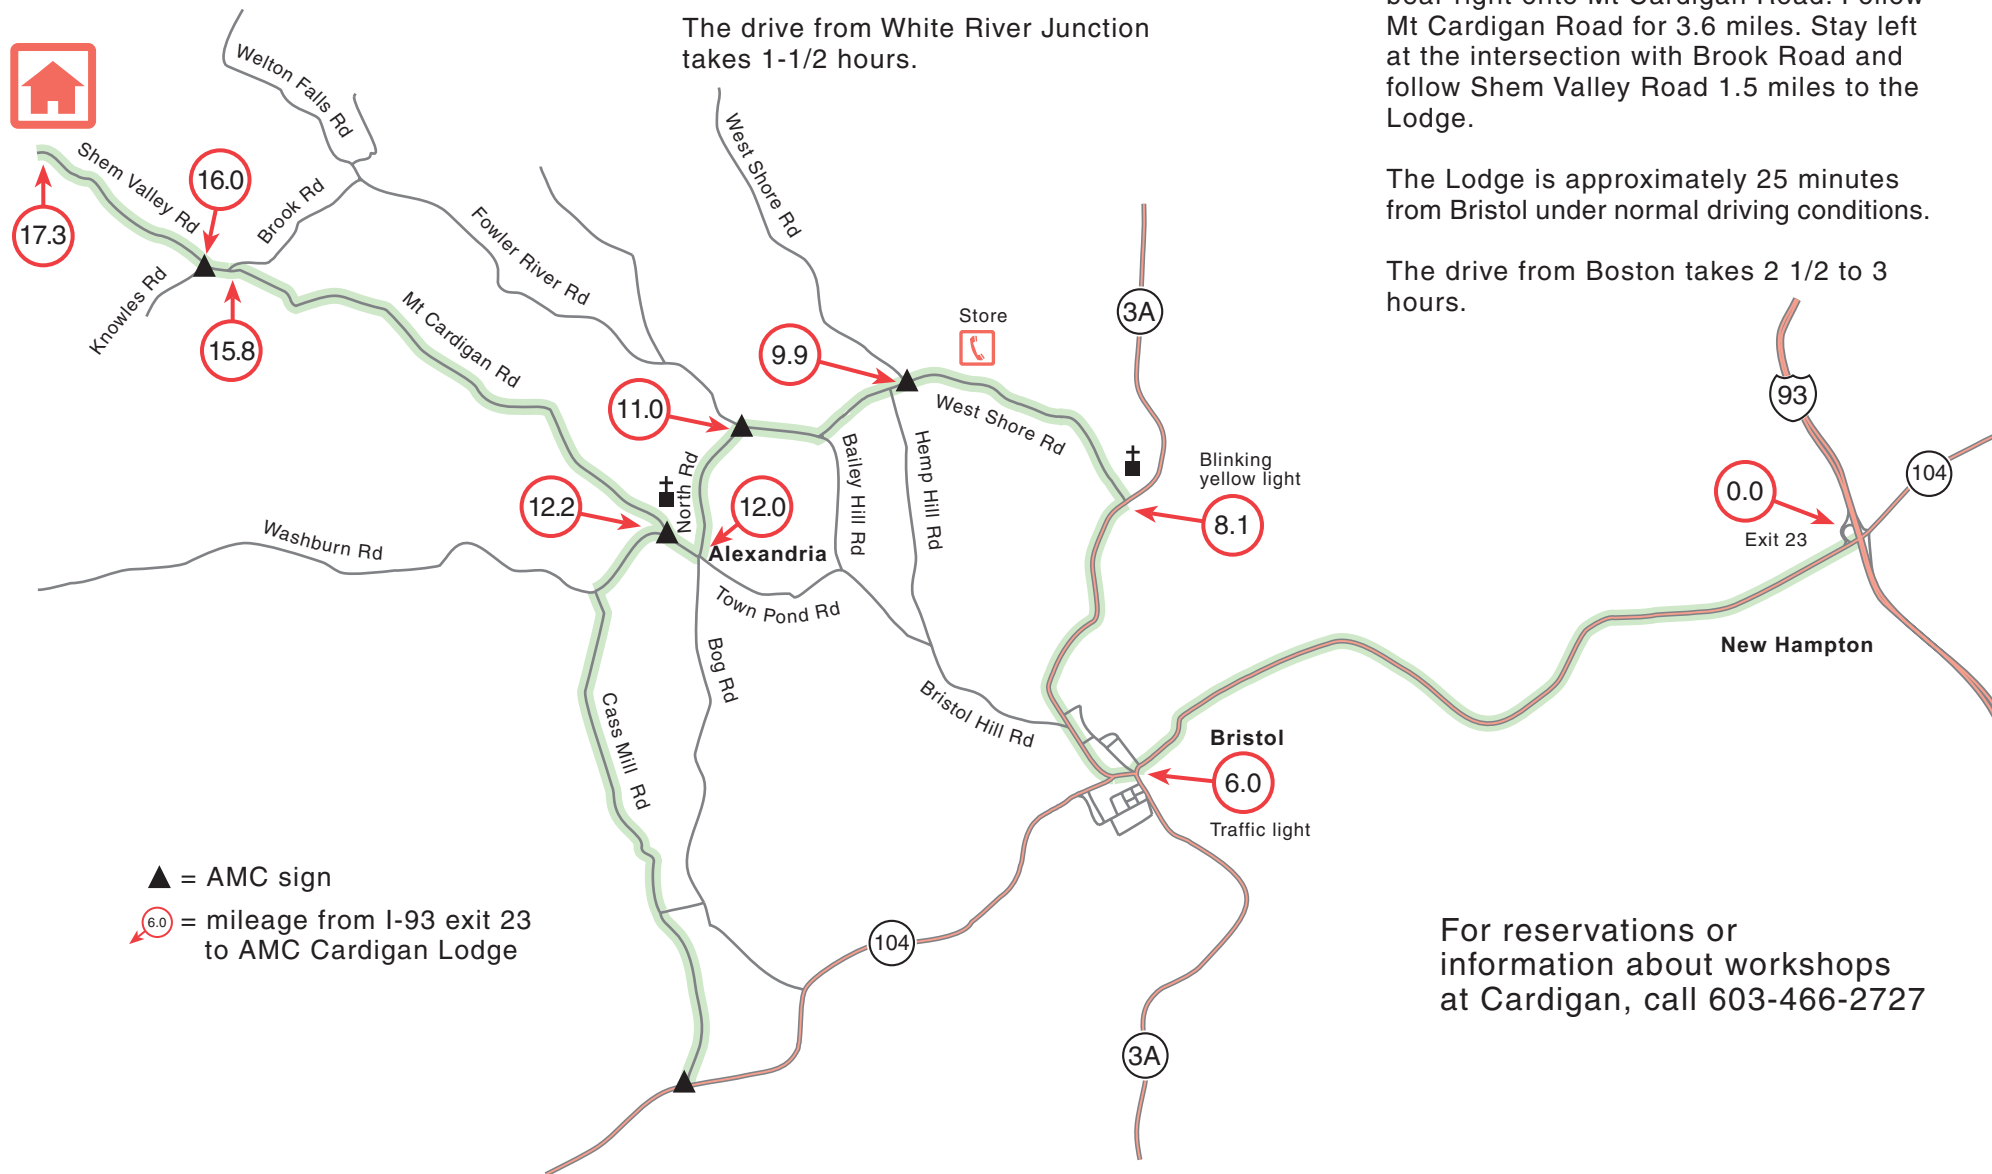 The drive from White River Junction
takes 1-1/2 hours.
bear right onto Mt Cardigan Road. Follow
Mt Cardigan Road for 3.6 miles. Stay left
at the intersection with Brook Road and
follow Shem Valley Road 1.5 miles to the
Lodge.
The Lodge is approximately 25 minutes
from Bristol under normal driving conditions.
The drive from Boston takes 2 1/2 to 3
hours.
Welton Falls Rd
Shem Valley Rd
16.0
Brook Rd
17.3
Knowles Rd
15.8
Fowler River Rd
West Shore Rd
Mt Cardigan Rd
Store
3A
9.9
93
11.0
West Shore Rd
Bailey Hill Rd
Hemp Hill Rd
North Rd
Blinking
yellow light
8.1
104
0.0
Exit 23
12.2
12.0
Washburn Rd
Alexandria
Town Pond Rd
New Hampton
Bog Rd
Cass Mill Rd
Bristol Hill Rd
Bristol
6.0
Traffic light
= AMC sign
6.0 = mileage from I-93 exit 23
to AMC Cardigan Lodge
104
3A
For reservations or
information about workshops
at Cardigan, call 603-466-2727